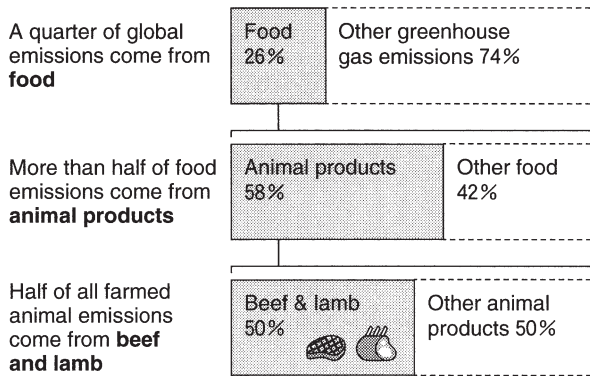 A quarter of global
emissions come from
food
Food
26%
Other greenhouse
gas emissions 74%
More than half of food
emissions come from
animal products
Animal products
58%
Other food
42%
Half of all farmed
animal emissions
come from beef
and lamb
Beef & lamb
50%
Other animal
products 50%